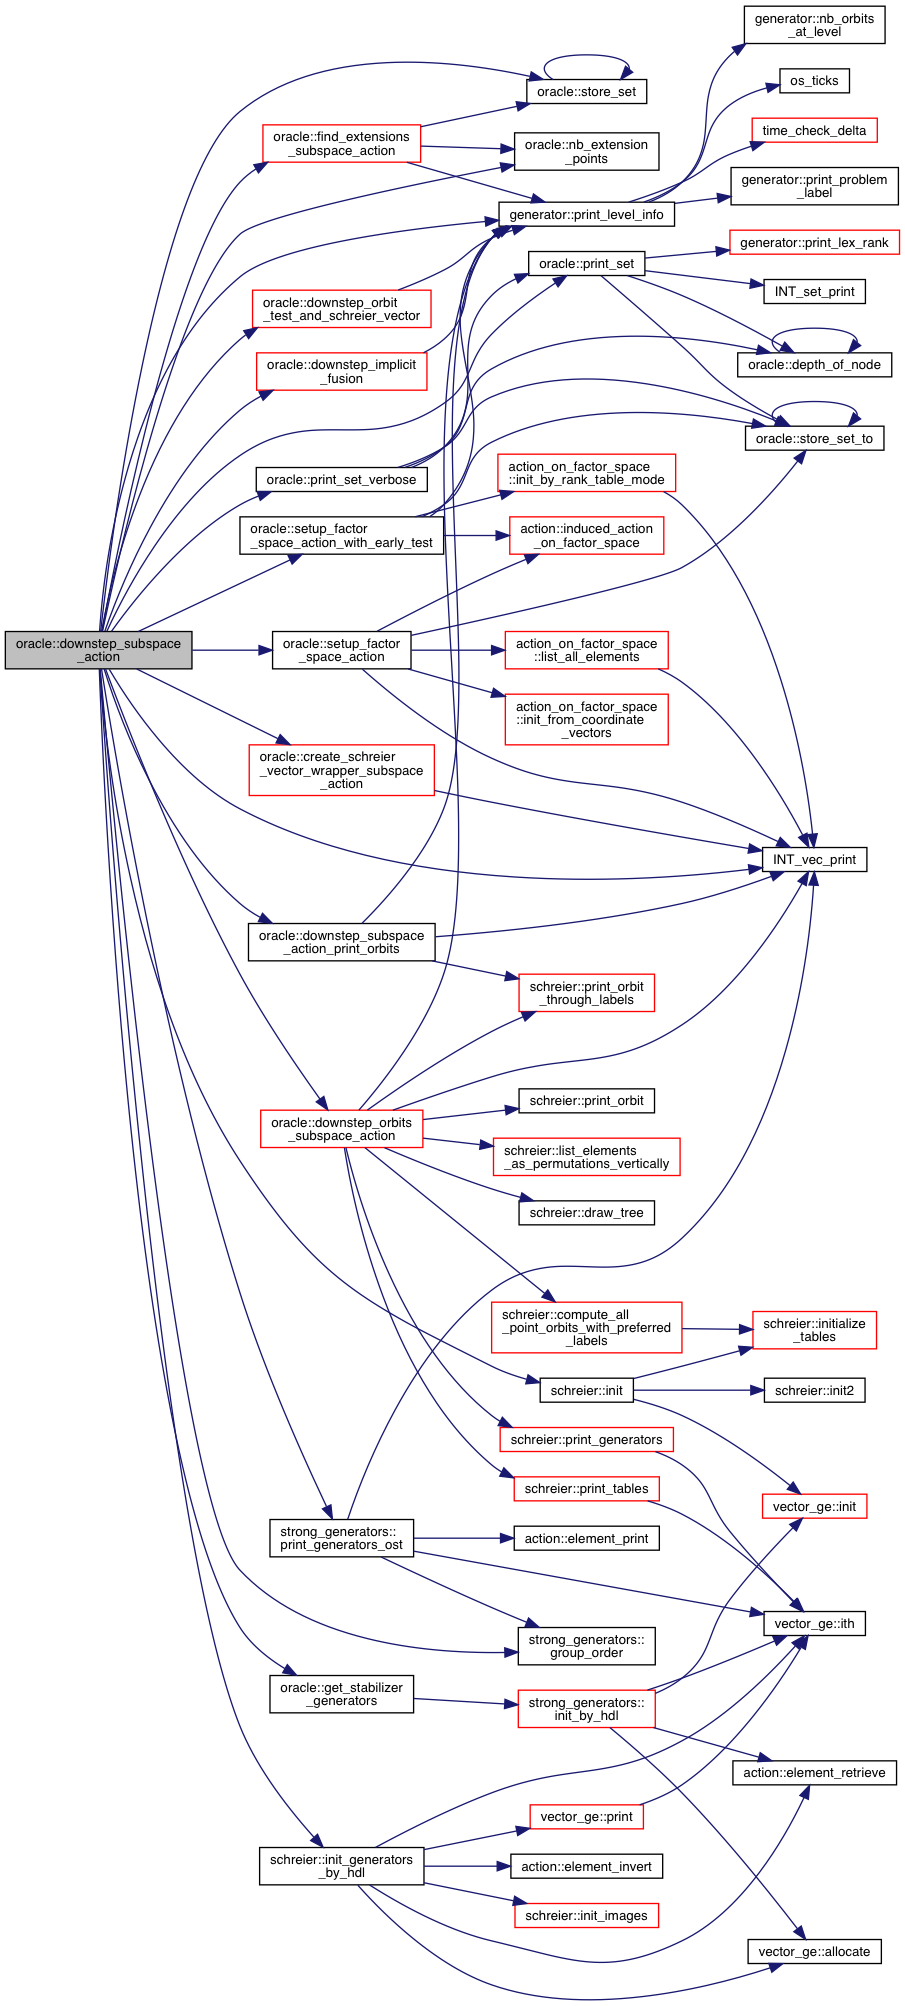 generator::nb_orbits
_at_level
oracle::store_set
os_ticks
oracle::find_extensions
_subspace_action
time_check_delta
oracle::nb_extension
_points
generator::print_problem
_label
generator::print_level_info
generator::print_lex_rank
oracle::print_set
INT_set_print
oracle::downstep_orbit
_test_and_schreier_vector
oracle::downstep_implicit
_fusion
oracle::depth_of_node
oracle::store_set_to
oracle::print_set_verbose
action_on_factor_space
::init_by_rank_table_mode
oracle::setup_factor
_space_action_with_early_test
action::induced_action
_on_factor_space
oracle::downstep_subspace
_action
oracle::setup_factor
_space_action
action_on_factor_space
::list_all_elements
action_on_factor_space
::init_from_coordinate
_vectors
oracle::create_schreier
_vector_wrapper_subspace
_action
INT_vec_print
oracle::downstep_subspace
_action_print_orbits
schreier::print_orbit
_through_labels
schreier::print_orbit
oracle::downstep_orbits
_subspace_action
schreier::list_elements
_as_permutations_vertically
schreier::draw_tree
schreier::compute_all
_point_orbits_with_preferred
_labels
schreier::initialize
_tables
schreier::init
schreier::init2
schreier::print_generators
schreier::print_tables
vector_ge::init
strong_generators::
print_generators_ost
action::element_print
vector_ge::ith
strong_generators::
group_order
oracle::get_stabilizer
_generators
strong_generators::
init_by_hdl
action::element_retrieve
vector_ge::print
schreier::init_generators
_by_hdl
action::element_invert
schreier::init_images
vector_ge::allocate